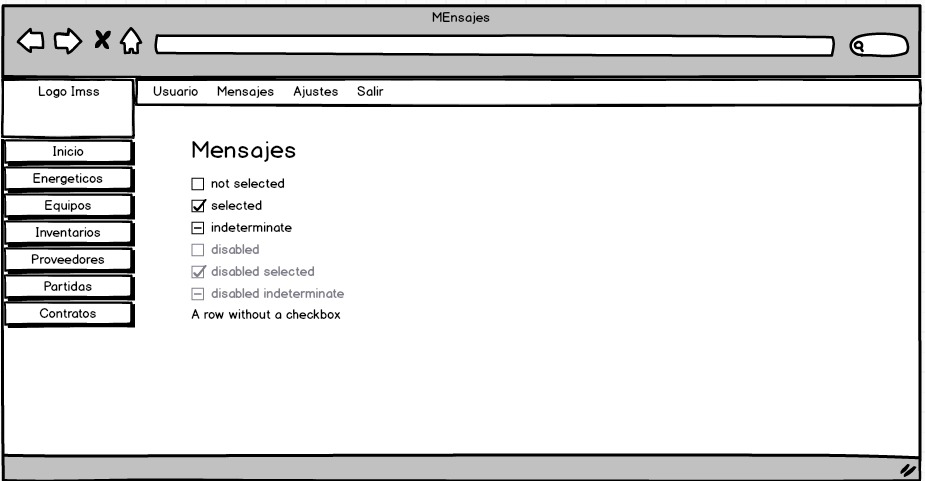 MEnsajes
Logo Imss
Usuario Mensajes Ajustes Salir
Inicio
Energeticos
Equipos
Inventarios
Proveedores
Partidas
Contratos
Mensajes
not selected
selected
indeterminate
disabled
disabled selected
disabled indeterminate
A row without a checkbox